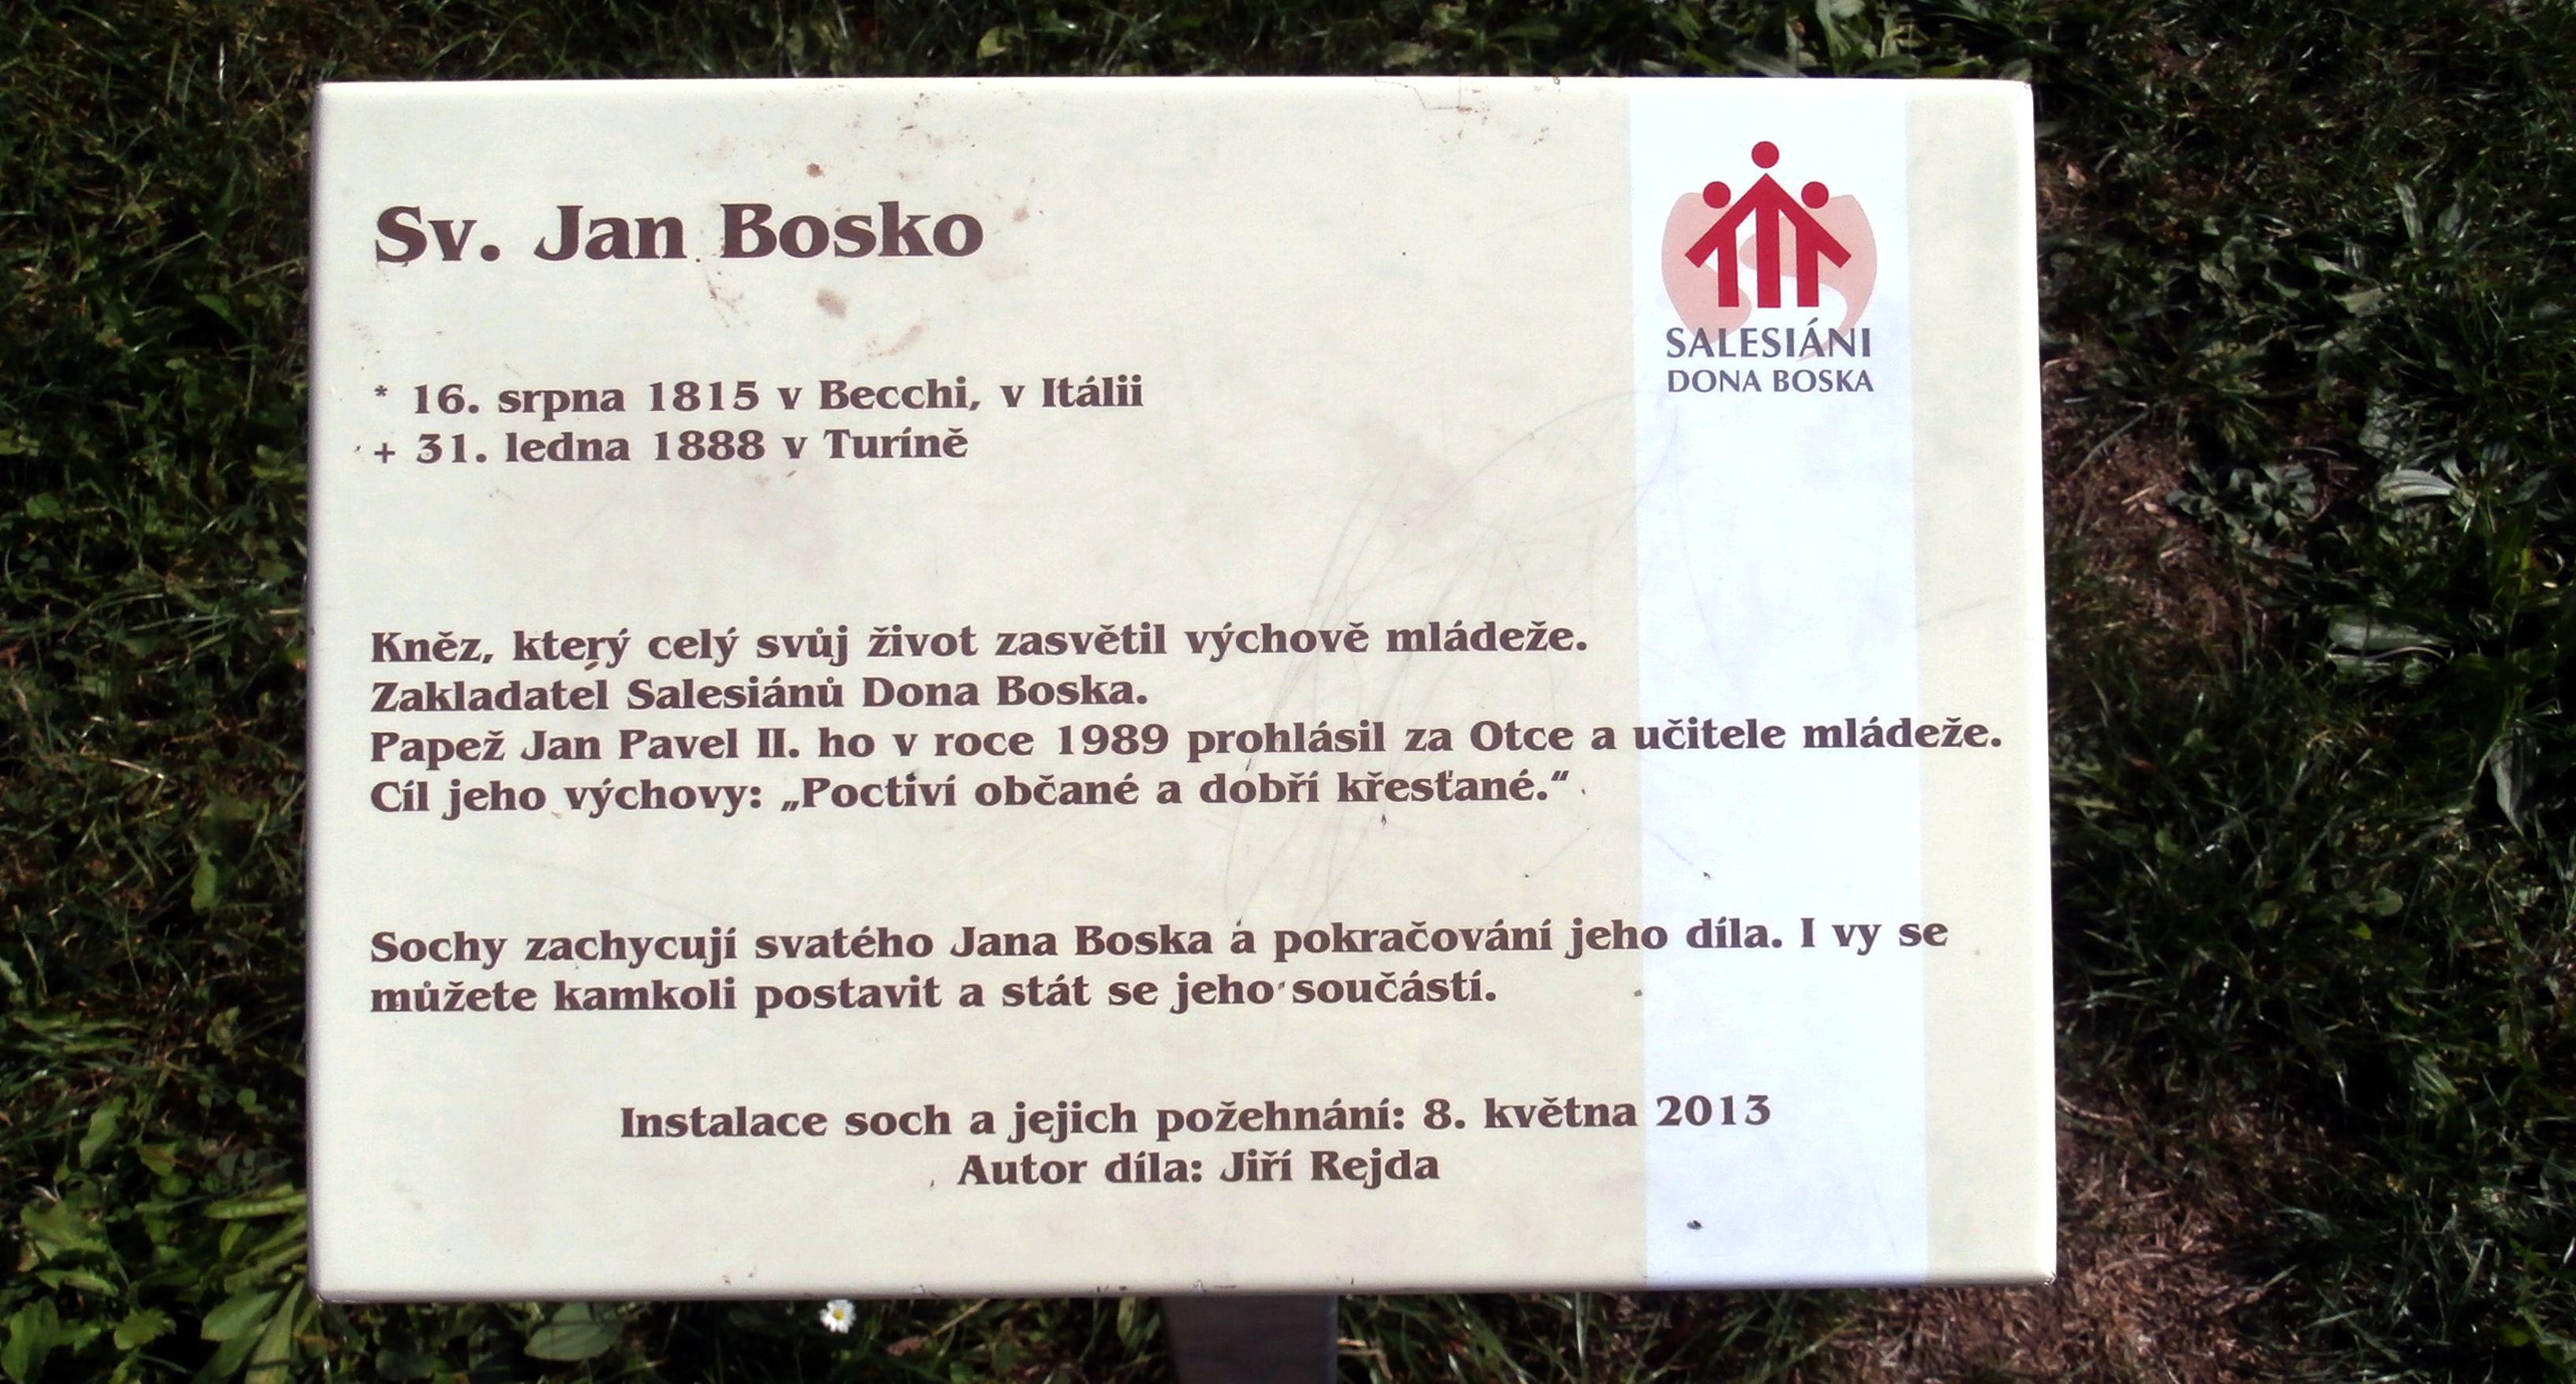 Sv. Jan Bosko
SALESIÁNI
DONA BOSKA
* 16. srpna 1815 v Becchi, v Itálii
+ 31. ledna 1888 v Turíně
Kněz, který celý svůj život zasvětil výchově mládeže.
Zakladatel Salesiánů Dona Boska.
Papež Jan Pavel II. ho v roce 1989 prohlásil za Otce a učitele mládeže.
Cíl jeho výchovy: „Poctiví občané a dobří křesťané.“
Sochy zachycují svatého Jana Boska a pokračování jeho díla. I vy se
můžete kamkoli postavit a stát se jeho součástí.
Instalace soch a jejich požehnání: 8. května 2013
Autor díla: Jiří Rejda